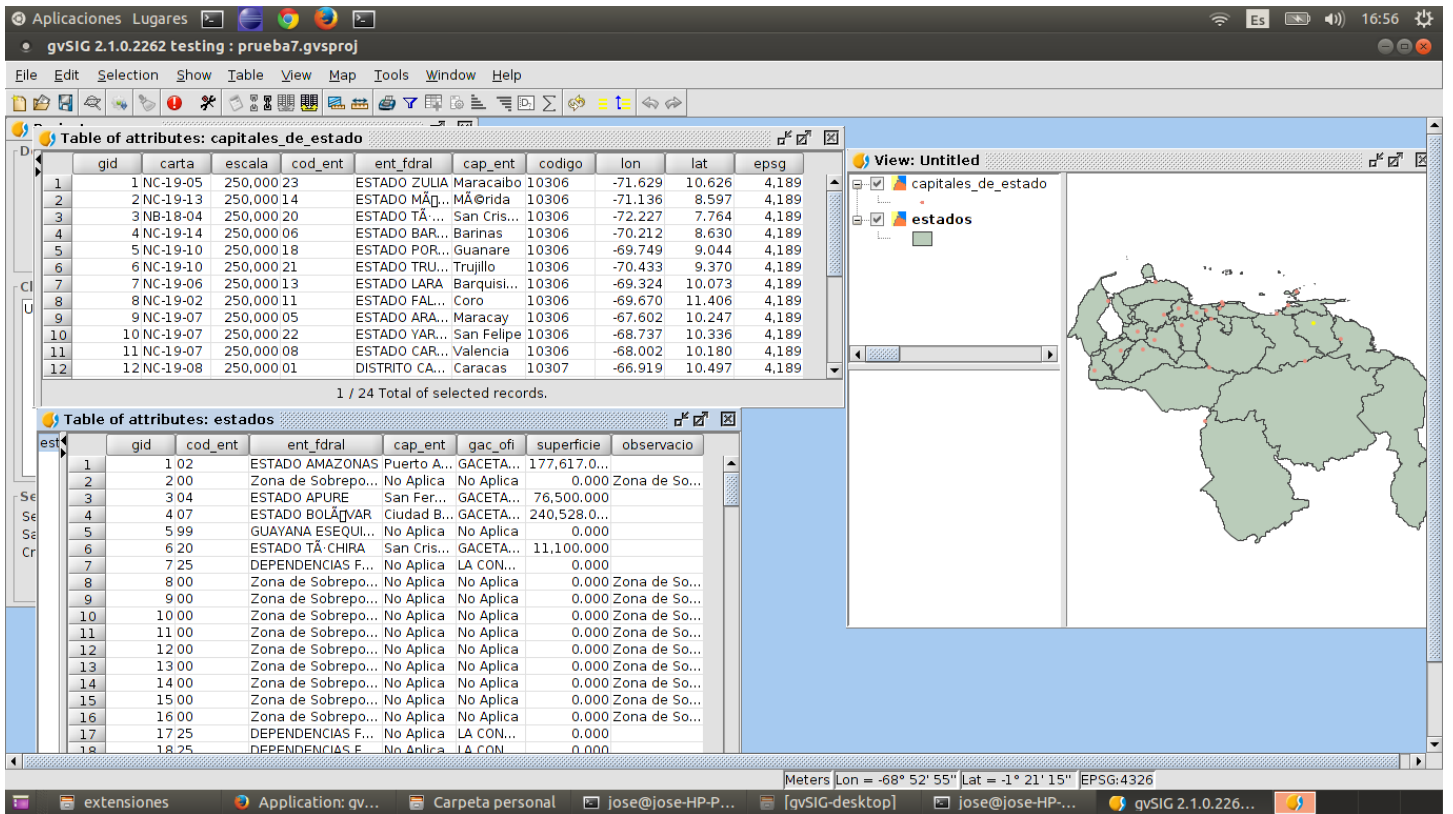 Aplicaciones Lugares Es 16:56
gvSIG 2.1.0.2262 testing : prueba7.gvsproj
File Edit Selection Show Table View Map Tools Window Help
Table of attributes: capitales_de_estado
gid carta escala cod_ent ent_fdral cap_ent codigo lon lat epsg
1 1 NC-19-05 250,000 23 ESTADO ZULIA Maracaibo 10306 -71.629 10.626 4,189
2 2 NC-19-13 250,000 14 ESTADO MÃ... MÃ©rida 10306 -71.136 8.597 4,189
3 3 NB-18-04 250,000 20 ESTADO TÃ·... San Cris... 10306 -72.227 7.764 4,189
4 4 NC-19-14 250,000 06 ESTADO BAR... Barinas 10306 -70.212 8.630 4,189
5 5 NC-19-10 250,000 18 ESTADO POR... Guanare 10306 -69.749 9.044 4,189
6 6 NC-19-10 250,000 21 ESTADO TRU... Trujillo 10306 -70.433 9.370 4,189
7 7 NC-19-06 250,000 13 ESTADO LARA Barquisi... 10306 -69.324 10.073 4,189
8 8 NC-19-02 250,000 11 ESTADO FAL... Coro 10306 -69.670 11.406 4,189
9 9 NC-19-07 250,000 05 ESTADO ARA... Maracay 10306 -67.602 10.247 4,189
10 10 NC-19-07 250,000 22 ESTADO YAR... San Felipe 10306 -68.737 10.336 4,189
11 11 NC-19-07 250,000 08 ESTADO CAR... Valencia 10306 -68.002 10.180 4,189
12 12 NC-19-08 250,000 01 DISTRITO CA... Caracas 10307 -66.919 10.497 4,189
1 / 24 Total of selected records.
View: Untitled
capitales_de_estado
estados
Table of attributes: estados
est
gid cod_ent ent_fdral cap_ent gac_ofi superficie observacio
1 1 02 ESTADO AMAZONAS Puerto A... GACETA... 177,617.0...
2 2 00 Zona de Sobrepo... No Aplica No Aplica 0.000 Zona de So...
3 3 04 ESTADO APURE San Fer... GACETA... 76,500.000
4 4 07 ESTADO BOLÃVAR Ciudad B... GACETA... 240,528.0...
5 5 99 GUAYANA ESEQUI... No Aplica No Aplica 0.000
6 6 20 ESTADO TÃ·CHIRA San Cris... GACETA... 11,100.000
7 7 25 DEPENDENCIAS F... No Aplica LA CON... 0.000
8 8 00 Zona de Sobrepo... No Aplica No Aplica 0.000 Zona de So...
9 9 00 Zona de Sobrepo... No Aplica No Aplica 0.000 Zona de So...
10 10 00 Zona de Sobrepo... No Aplica No Aplica 0.000 Zona de So...
11 11 00 Zona de Sobrepo... No Aplica No Aplica 0.000 Zona de So...
12 12 00 Zona de Sobrepo... No Aplica No Aplica 0.000 Zona de So...
13 13 00 Zona de Sobrepo... No Aplica No Aplica 0.000 Zona de So...
14 14 00 Zona de Sobrepo... No Aplica No Aplica 0.000 Zona de So...
15 15 00 Zona de Sobrepo... No Aplica No Aplica 0.000 Zona de So...
16 16 00 Zona de Sobrepo... No Aplica No Aplica 0.000 Zona de So...
17 17 25 DEPENDENCIAS F... No Aplica LA CON... 0.000
18 18 25 DEPENDENCIAS F... No Aplica LA CON... 0.000
Se
Se
Sa
Cr
Meters Lon = -68° 52' 55" Lat = -1° 21' 15" EPSG:4326
extensiones Application: gv... Carpeta personal jose@jose-HP-P... [gvSIG-desktop] jose@jose-HP-... gvSIG 2.1.0.226...